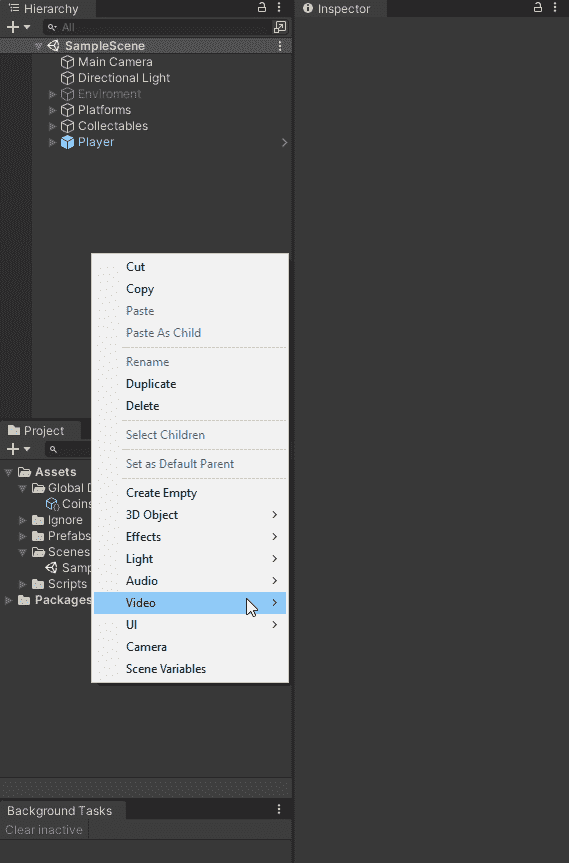 Hierarchy
Inspector
All
SampleScene
Main Camera
Directional Light
Enviroment
Platforms
Collectables
Player
Cut
Copy
Paste
Paste As Child
Rename
Duplicate
Delete
Select Children
Set as Default Parent
Create Empty
3D Object
Effects
Light
Audio
Video
UI
Camera
Scene Variables
Project
Assets
Global D
Coins
Ignore
Prefabs
Scenes
Samp
Scripts
Packages
Background Tasks
Clear inactive